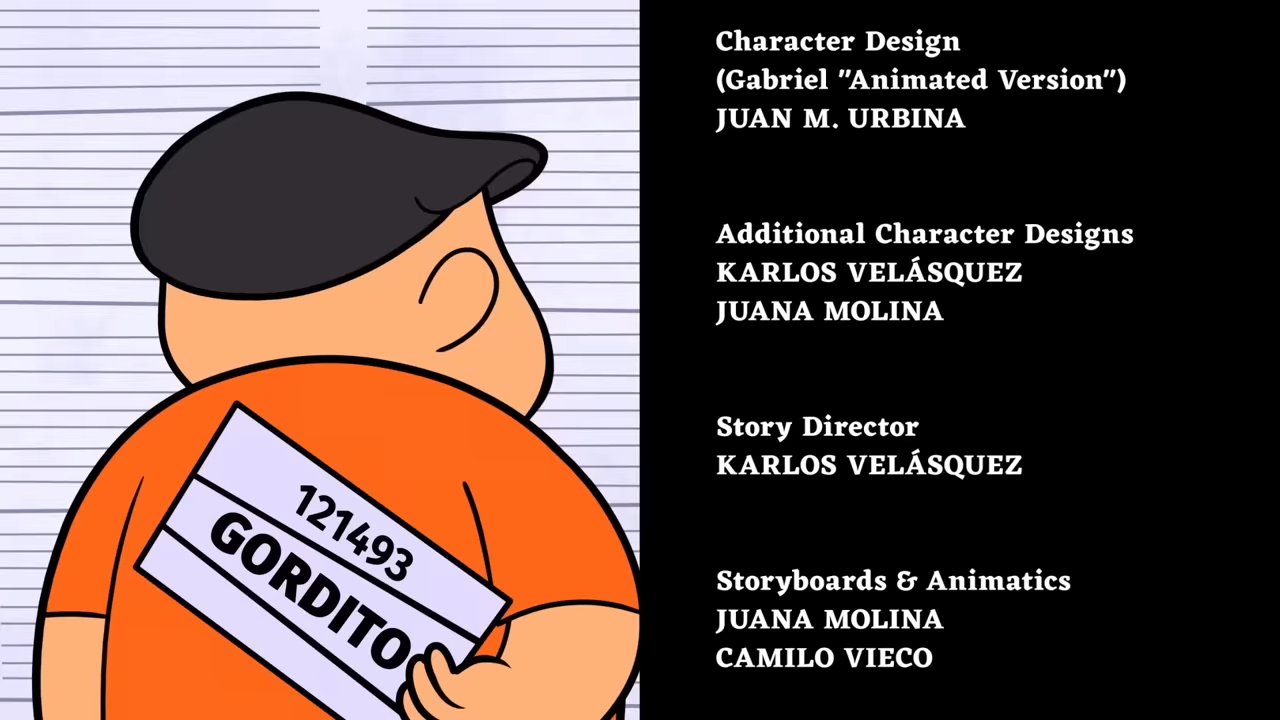 121493
GORDITO
Character Design
(Gabriel "Animated Version")
JUAN M. URBINA
Additional Character Designs
KARLOS VELÁSQUEZ
JUANA MOLINA
Story Director
KARLOS VELÁSQUEZ
Storyboards & Animatics
JUANA MOLINA
CAMILO VIECO